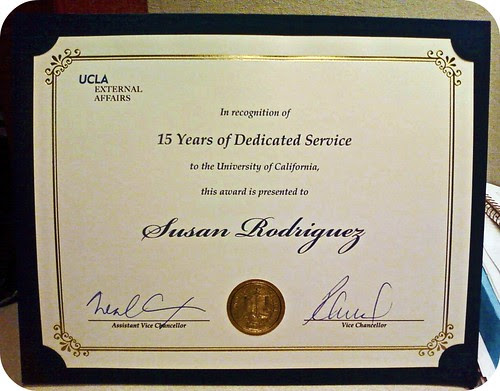 UCLA
EXTERNAL
AFFAIRS
In recognition of
15 Years of Dedicated Service
to the University of California,
this award is presented to
Susan Rodriguez
Assistant Vice Chancellor
Vice Chancellor